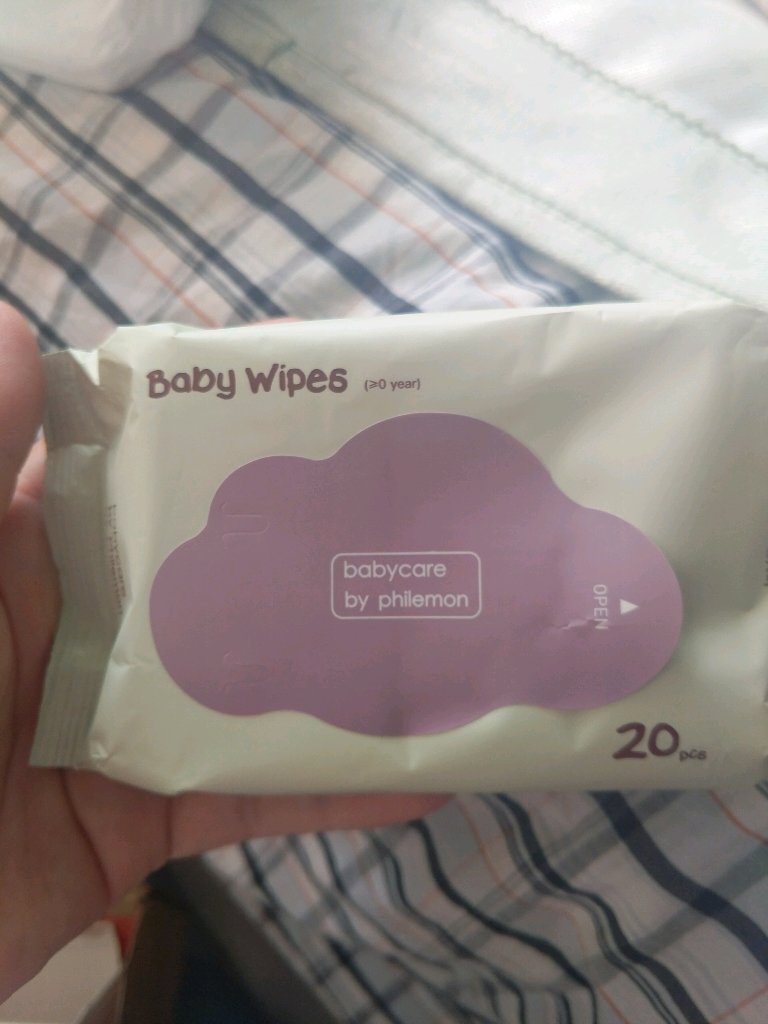 Baby Wipes (≥0 year)
babycare
by philemon
OPEN
20 pcs